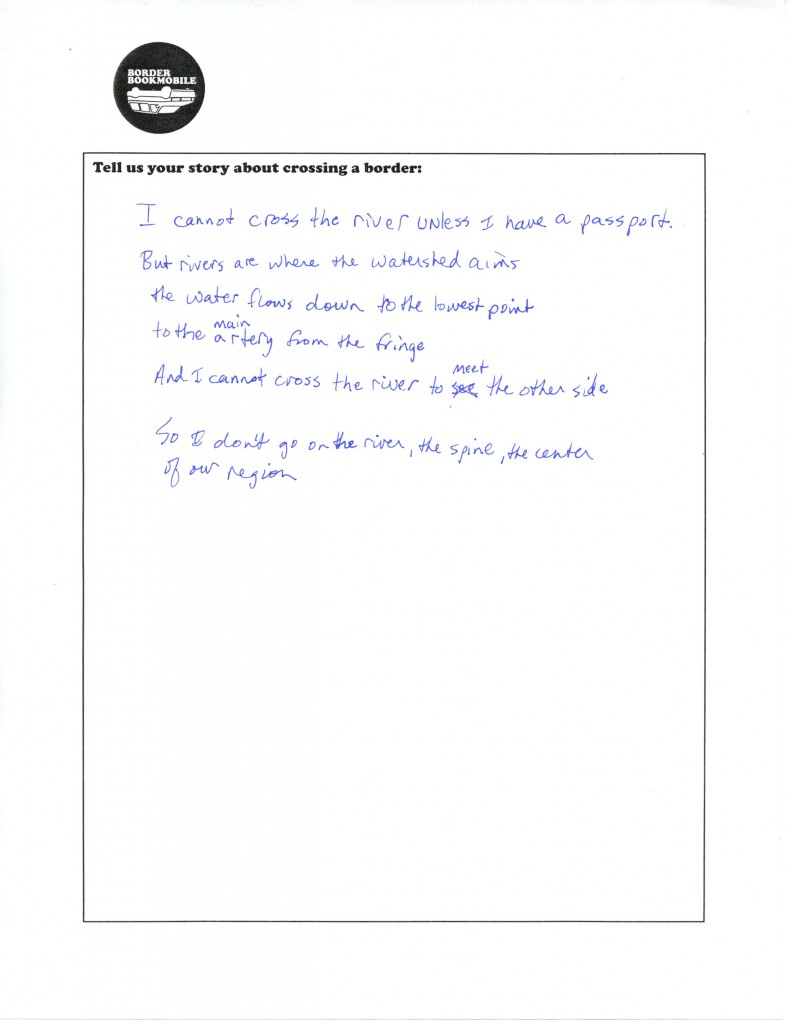 BORDER
BOOKMOBILE
Tell us your story about crossing a border:
I cannot cross the river unless I have a passport.
But rivers are where the watershed aims
the water flows down to the lowest point
to the main artery from the fringe
And I cannot cross the river to see meet the other side
So I don't go on the river, the spine, the center
of our region